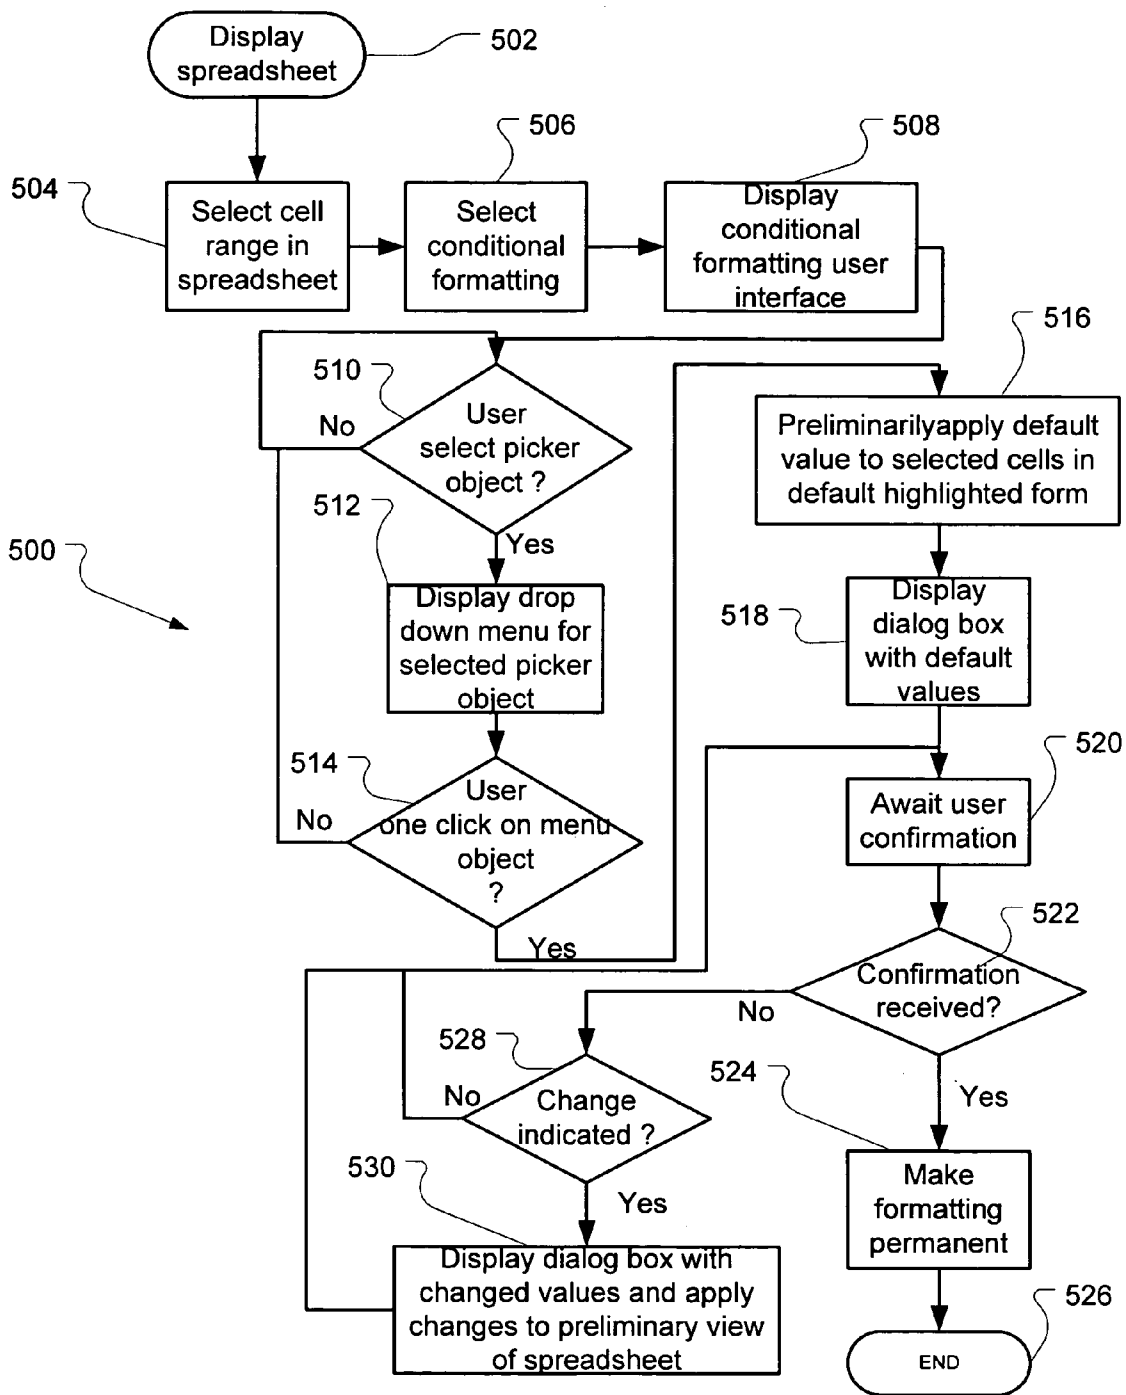 Display
spreadsheet
502
506
508
504
Select cell
range in
spreadsheet
Select
conditional
formatting
Display
conditional
formatting user
interface
516
510
No
User
select picker
object ?
Preliminarilyapply default
value to selected cells in
default highlighted form
512
Yes
500
Display drop
down menu for
selected picker
object
518
Display
dialog box
with default
values
514
No
User
one click on menu
object
?
520
Await user
confirmation
Yes
522
Confirmation
received?
No
528
No
Change
indicated ?
524
Yes
530
Yes
Make
formatting
permanent
Display dialog box with
changed values and apply
changes to preliminary view
of spreadsheet
526
END